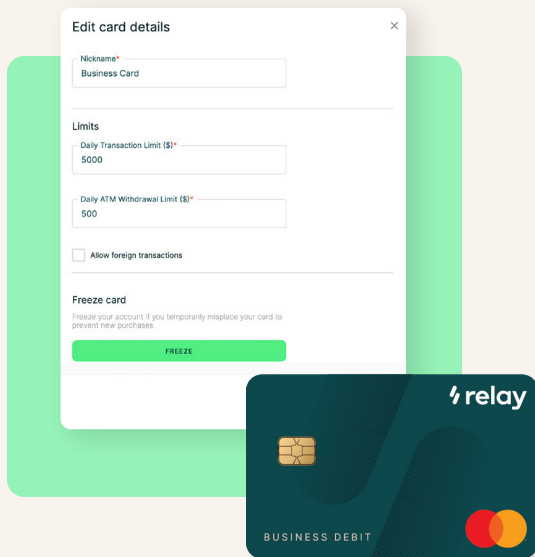 Edit card details
Nickname*
Business Card
Limits
Daily Transaction Limit ($)*
5000
Daily ATM Withdrawal Limit ($)*
500
Allow foreign transactions
Freeze card
Freeze your account if you temporarily misplace your card to
prevent new purchases.
FREEZE
relay
BUSINESS DEBIT